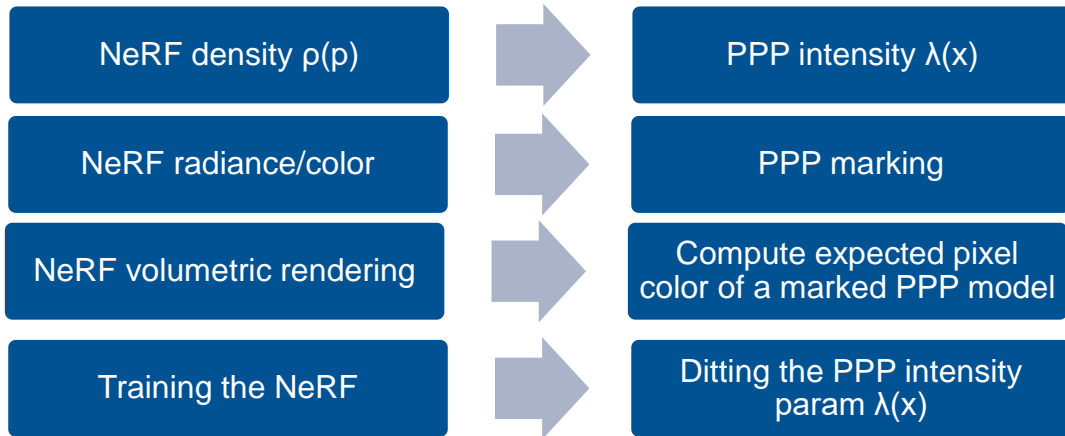 NeRF density ρ(p)
PPP intensity λ(x)
NeRF radiance/color
PPP marking
NeRF volumetric rendering
Compute expected pixel
color of a marked PPP model
Training the NeRF
Ditting the PPP intensity
param λ(x)